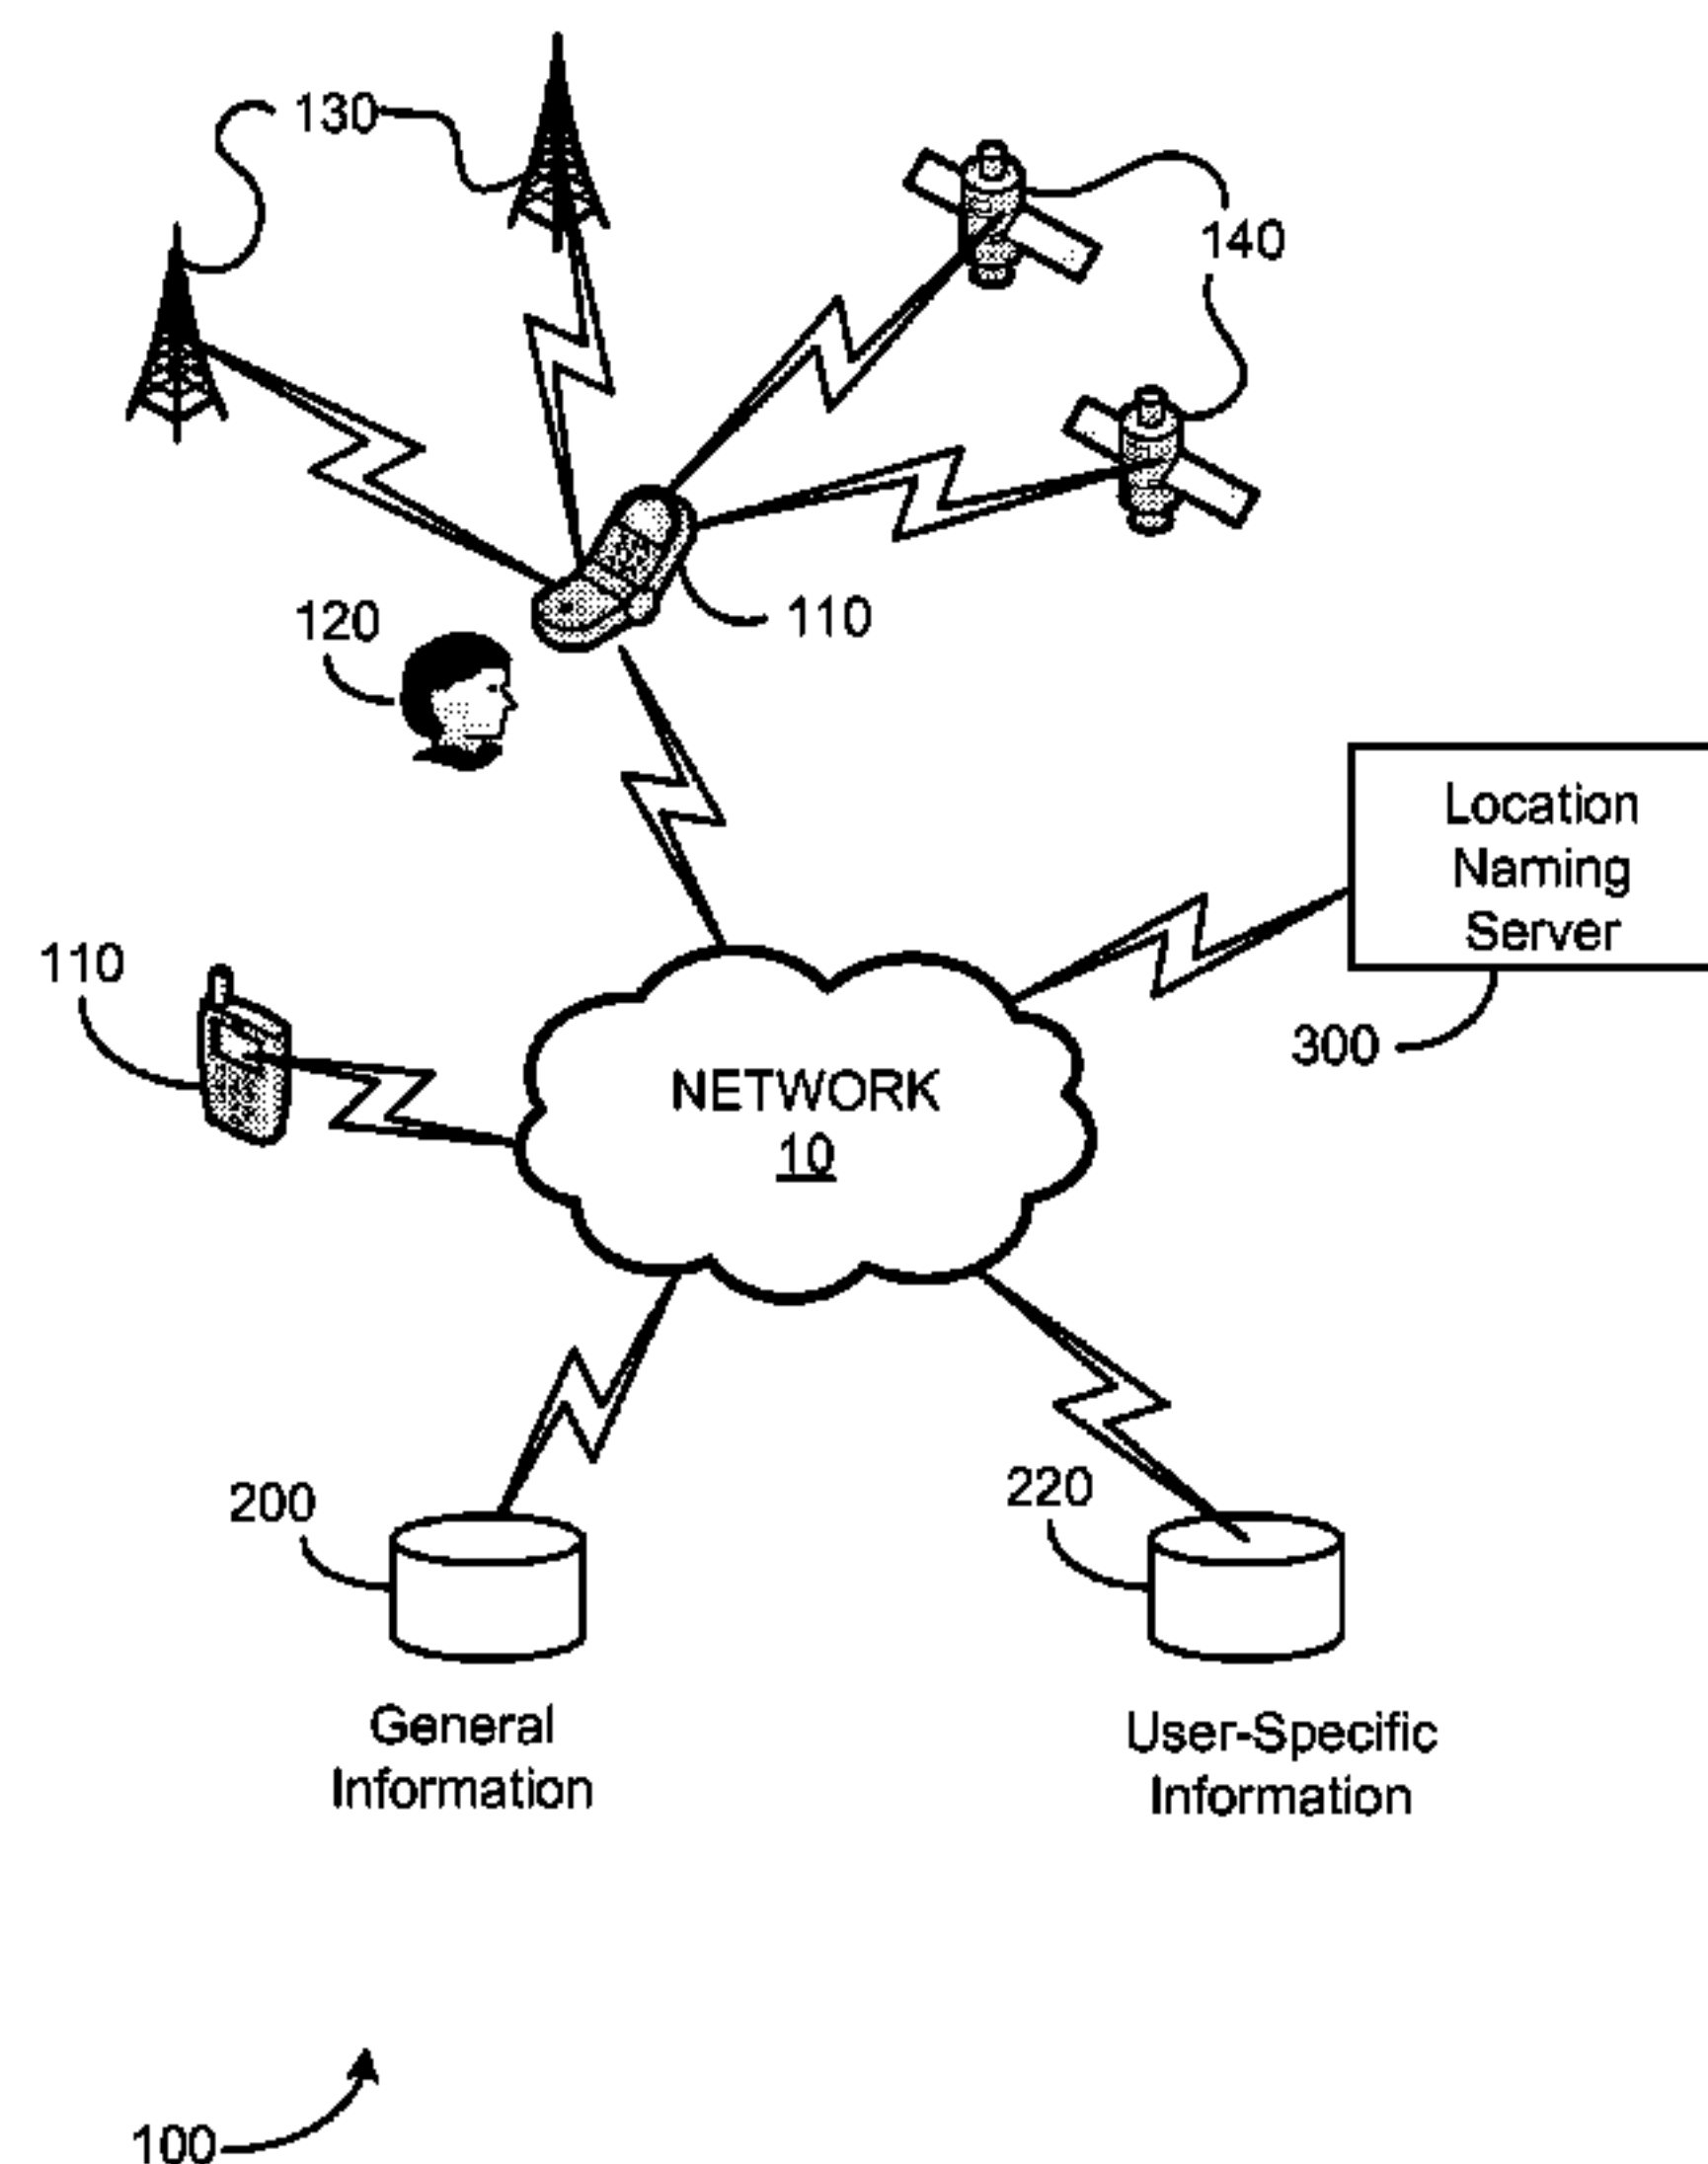 130
140
120
110
Location
Naming
Server
110
300
NETWORK
10
200
220
General
Information
User-Specific
Information
100